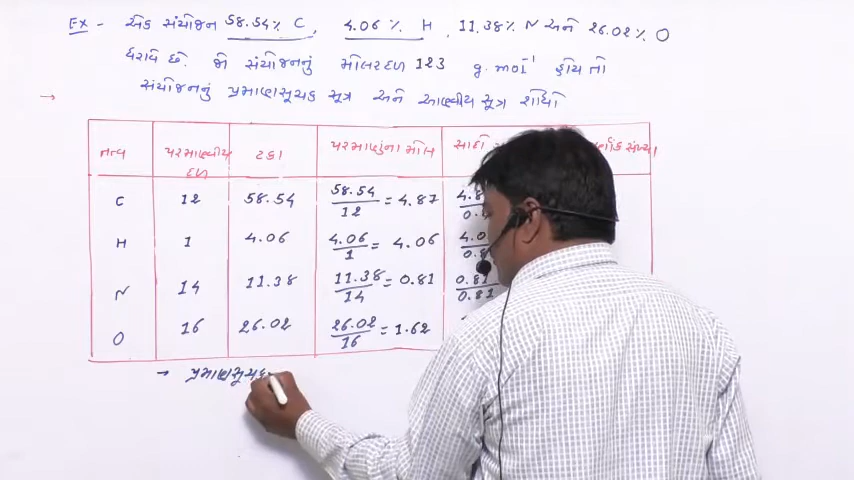 Ex - એક સંયોજન 58.54% C, 4.06% H, 11.38% N અને 26.02% O
ધરાવે છે. જો સંયોજનનું મોલરદળ 123 g.mol⁻¹ હોય તો
→ સંયોજનનું પ્રમાણસૂચક સૂત્ર અને આણ્વીય સૂત્ર શોધો
તત્વ પરમાણ્વીય દળ ટકા પરમાણુંના મોલ સાદો સંખ્યા
C 12 58.54 58.54/12 = 4.87
H 1 4.06 4.06/1 = 4.06
N 14 11.38 11.38/14 = 0.81 0.81/0.81
O 16 26.02 26.02/16 = 1.62
→ પ્રમાણસૂચક